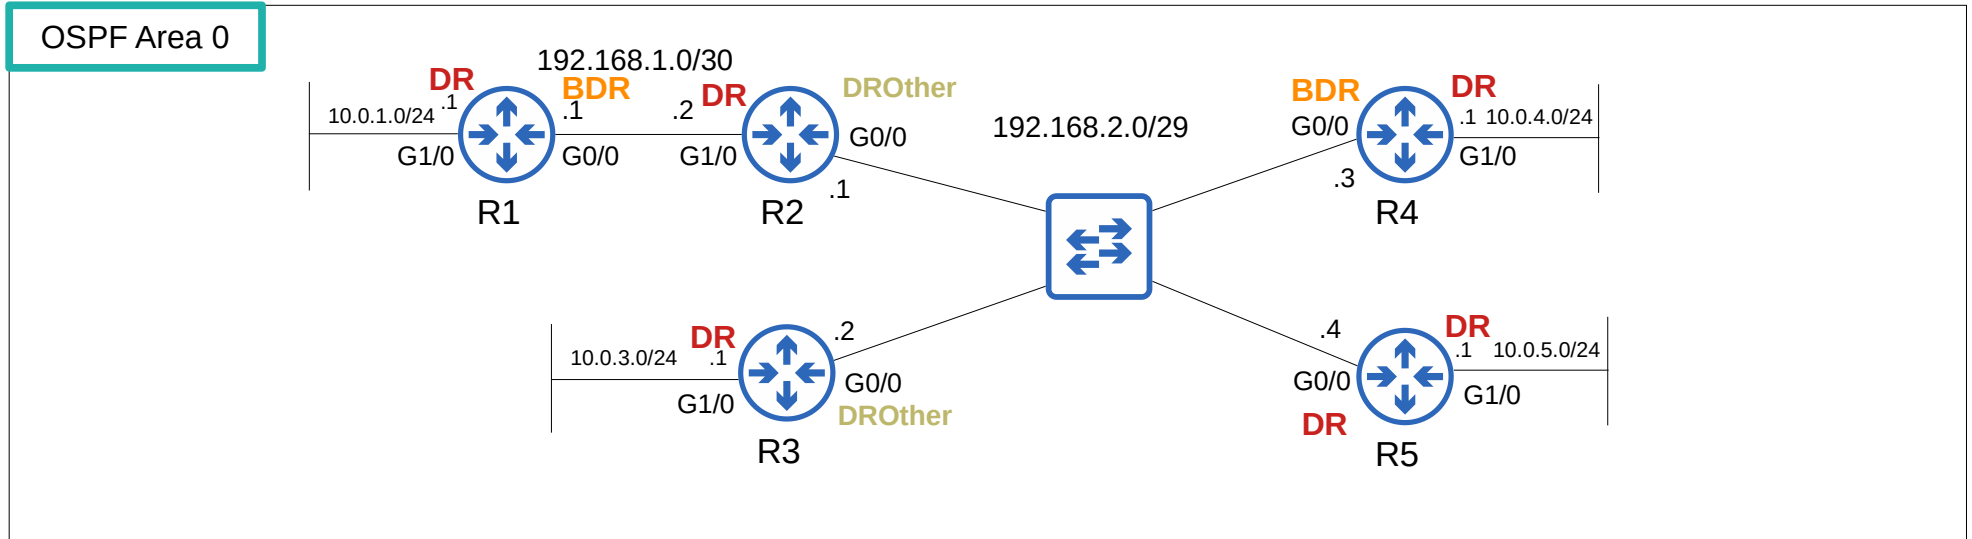 OSPF Area 0
192.168.1.0/30
DR
BDR
DR
DROther
10.0.1.0/24
.1
.1
.2
G1/0
G0/0
G1/0
G0/0
.1
R1
R2
192.168.2.0/29
BDR
DR
G0/0
.1
10.0.4.0/24
G1/0
.3
R4
DR
.2
10.0.3.0/24
.1
G1/0
G0/0
DROther
R3
.4
DR
.1
10.0.5.0/24
G0/0
G1/0
DR
R5